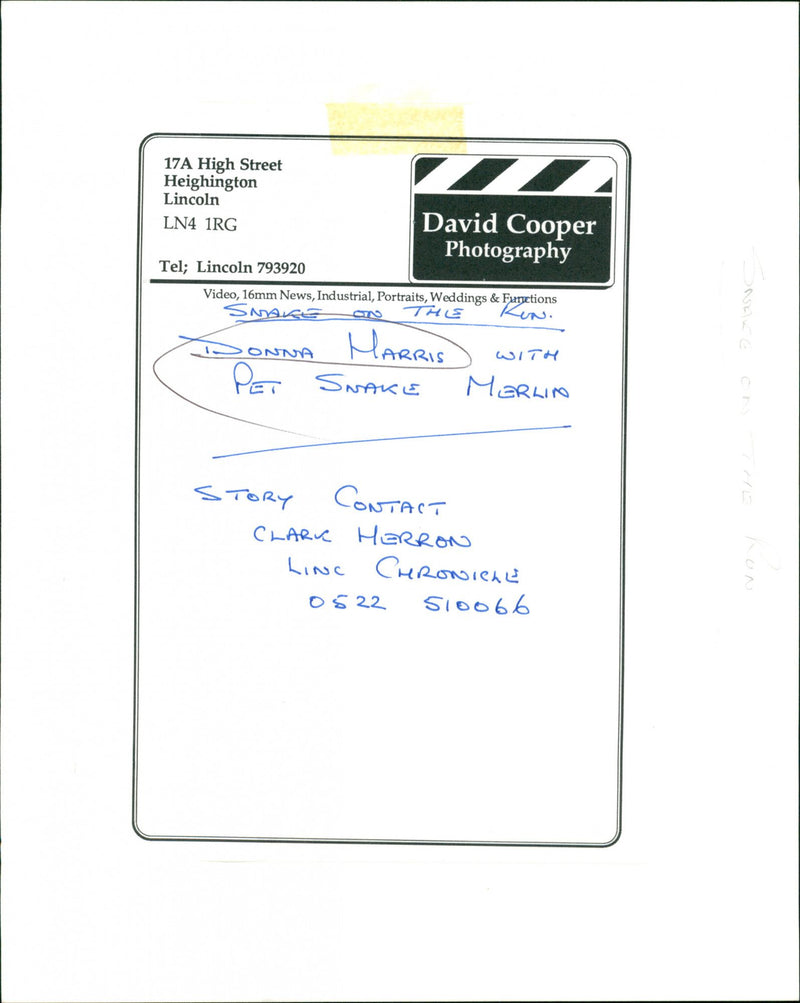 17A High Street
Heighington
Lincoln
LN4 1RG
Tel; Lincoln 793920
David Cooper
Photography
Video, 16mm News, Industrial, Portraits, Weddings & Functions
SNAKE ON THE RUN.
DONNA HARRIS WITH
PET SNAKE MERLIN
STORY CONTACT
CLARK HERRON
LINC CHRONICLE
0522 510066
SNAKE ON THE RUN